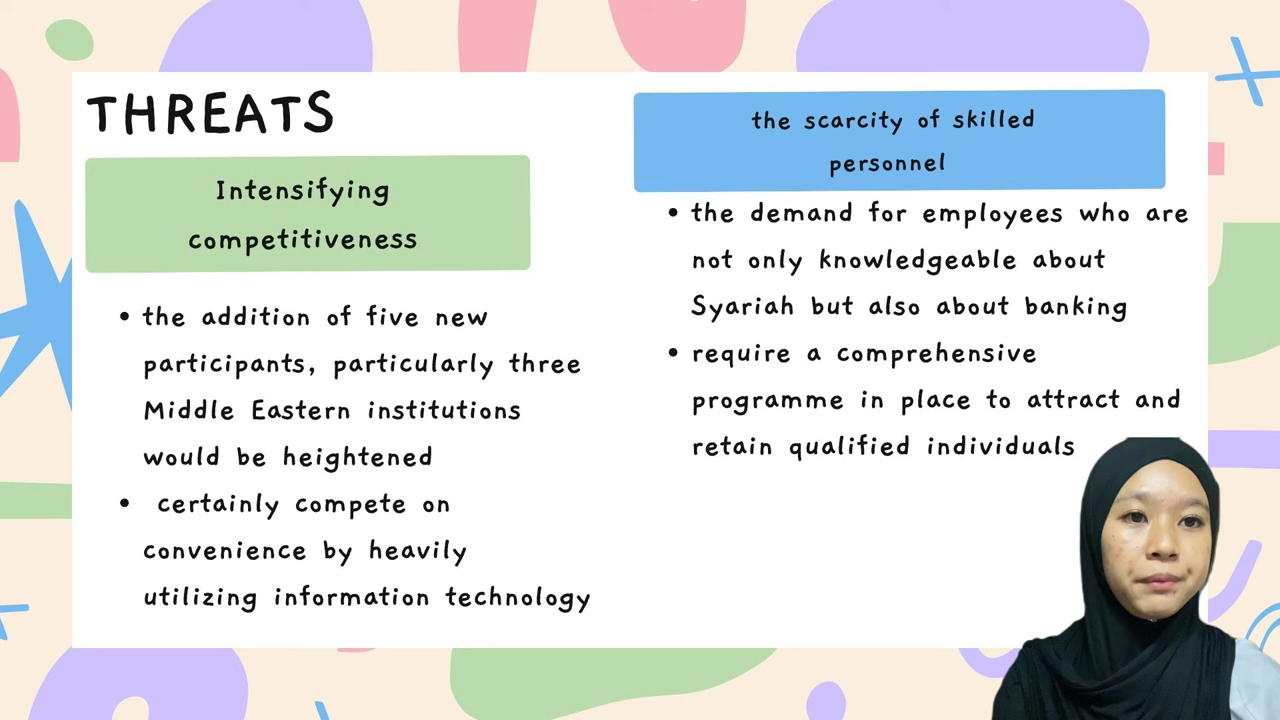 THREATS
Intensifying
competitiveness
• the addition of five new
participants, particularly three
Middle Eastern institutions
would be heightened
• certainly compete on
convenience by heavily
utilizing information technology
the scarcity of skilled
personnel
• the demand for employees who are
not only knowledgeable about
Syariah but also about banking
• require a comprehensive
programme in place to attract and
retain qualified individuals